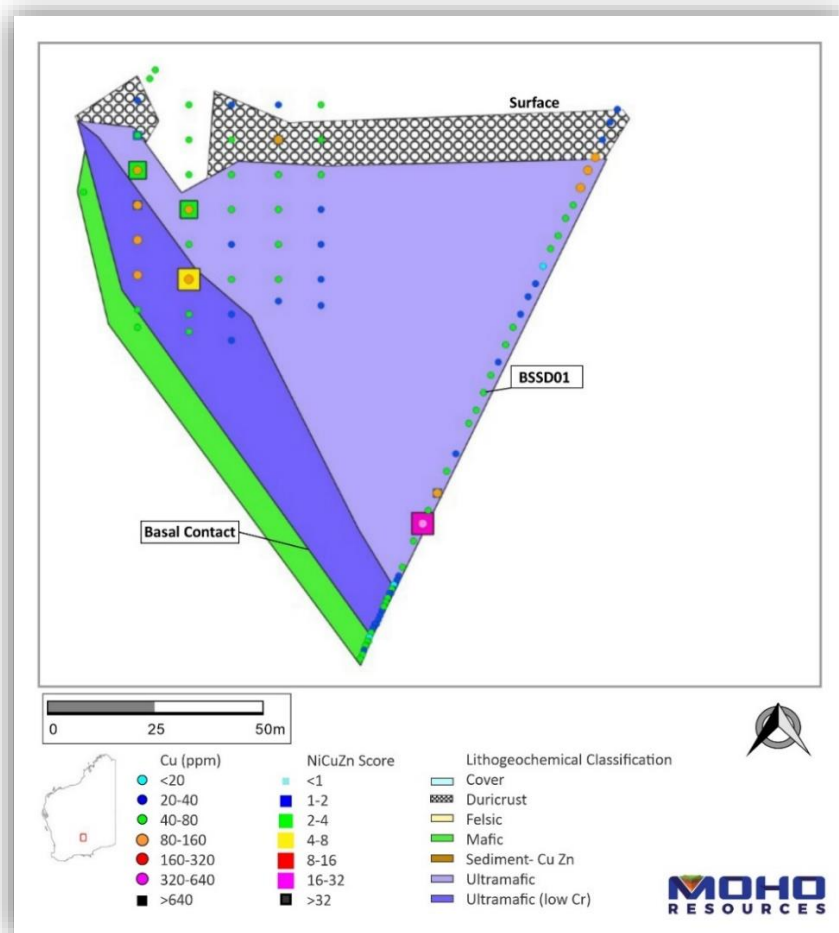 Surface
BSSD01
Basal Contact
0 25 50m
Cu (ppm)
<20
20-40
40-80
80-160
160-320
320-640
>640
NiCuZn Score
<1
1-2
2-4
4-8
8-16
16-32
>32
Lithogeochemical Classification
Cover
Duricrust
Felsic
Mafic
Sediment- Cu Zn
Ultramafic
Ultramafic (low Cr)
MOHO
RESOURCES